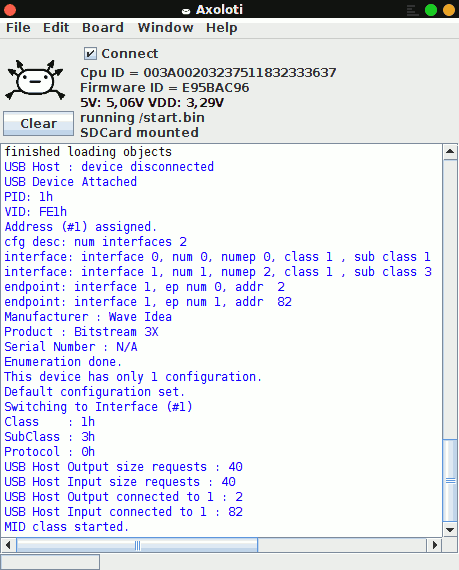 Axoloti
File Edit Board Window Help
Connect
Cpu ID = 003A00203237511832333637
Firmware ID = E95BAC96
5V: 5,06V VDD: 3,29V
running /start.bin
SDCard mounted
Clear
finished loading objects
USB Host : device disconnected
USB Device Attached
PID: 1h
VID: FE1h
Address (#1) assigned.
cfg desc: num interfaces 2
interface: interface 0, num 0, numep 0, class 1 , sub class 1
interface: interface 1, num 1, numep 2, class 1 , sub class 3
endpoint: interface 1, ep num 0, addr  2
endpoint: interface 1, ep num 1, addr  82
Manufacturer : Wave Idea
Product : Bitstream 3X
Serial Number : N/A
Enumeration done.
This device has only 1 configuration.
Default configuration set.
Switching to Interface (#1)
Class    : 1h
SubClass : 3h
Protocol : 0h
USB Host Output size requests : 40
USB Host Input size requests : 40
USB Host Output connected to 1 : 2
USB Host Input connected to 1 : 82
MID class started.